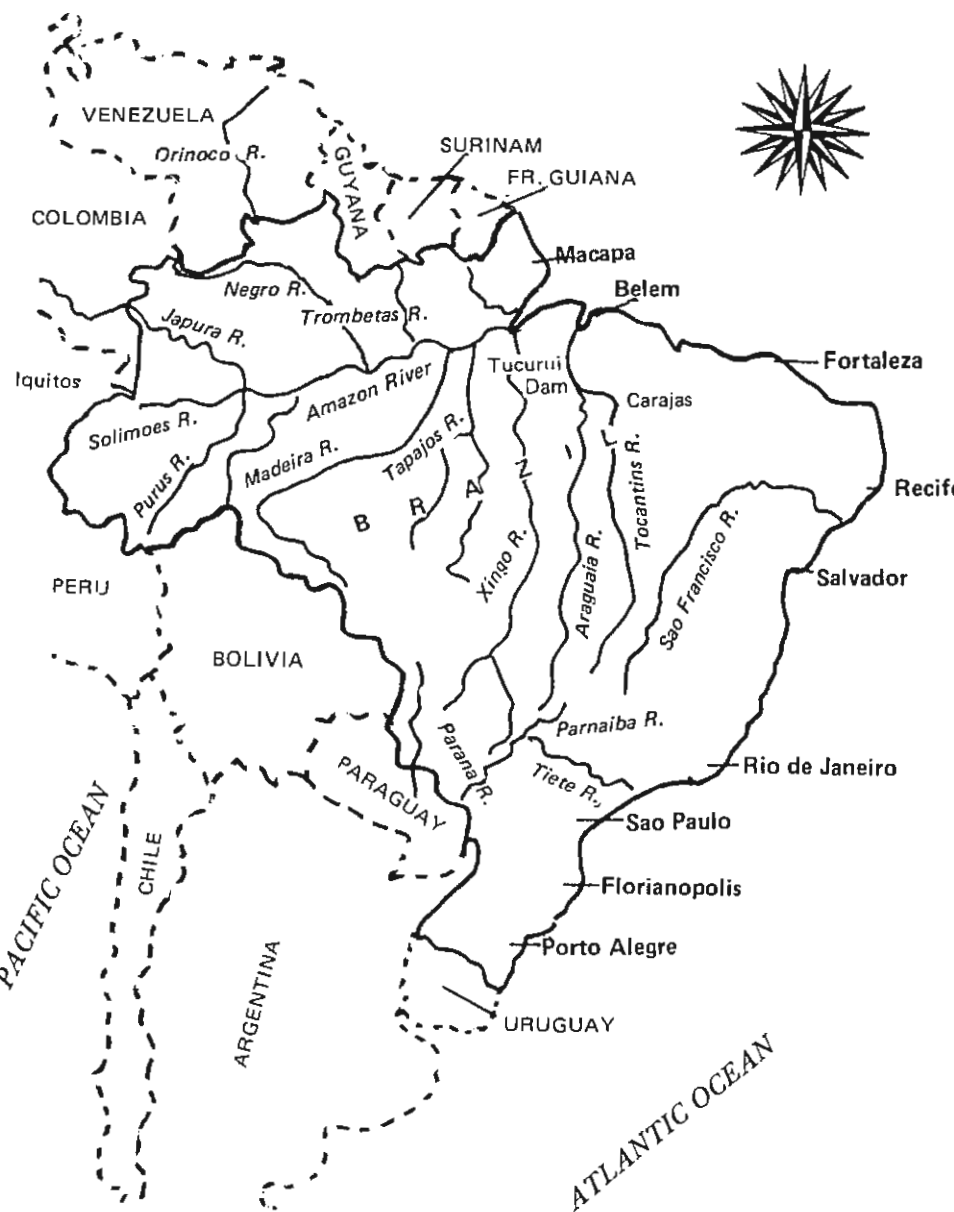 VENEZUELA
Orinoco R.
GUYANA
SURINAM
FR. GUIANA
COLOMBIA
Macapa
Negro R.
Belem
Japura R.
Trombetas R.
Iquitos
Amazon River
Tucurui
Dam
Fortaleza
Carajas
Solimoes R.
Purus R.
Madeira R.
Tapajos R.
B R A Z I L
Tocantins R.
Recife
Xingo R.
Araguaia R.
Sao Francisco R.
Salvador
PERU
BOLIVIA
Parnaiba R.
Parana R.
Tiete R.,
Rio de Janeiro
PARAGUAY
Sao Paulo
PACIFIC OCEAN
CHILE
Florianopolis
Porto Alegre
ARGENTINA
URUGUAY
ATLANTIC OCEAN